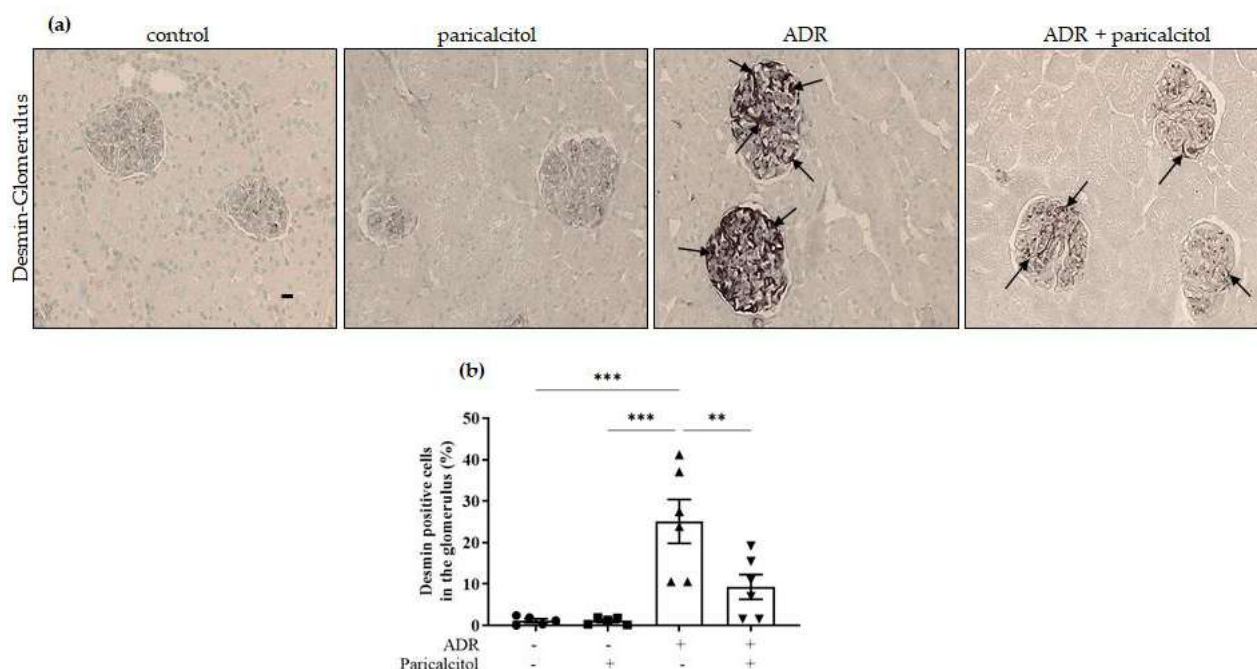 (a)
control paricalcitol ADR ADR + paricalcitol
Desmin-Glomerulus
(b)
***
*** **
Desmin positive cells
in the glomerulus (%)
50
40
30
20
10
0
ADR - - + +
Paricalcitol - + - +